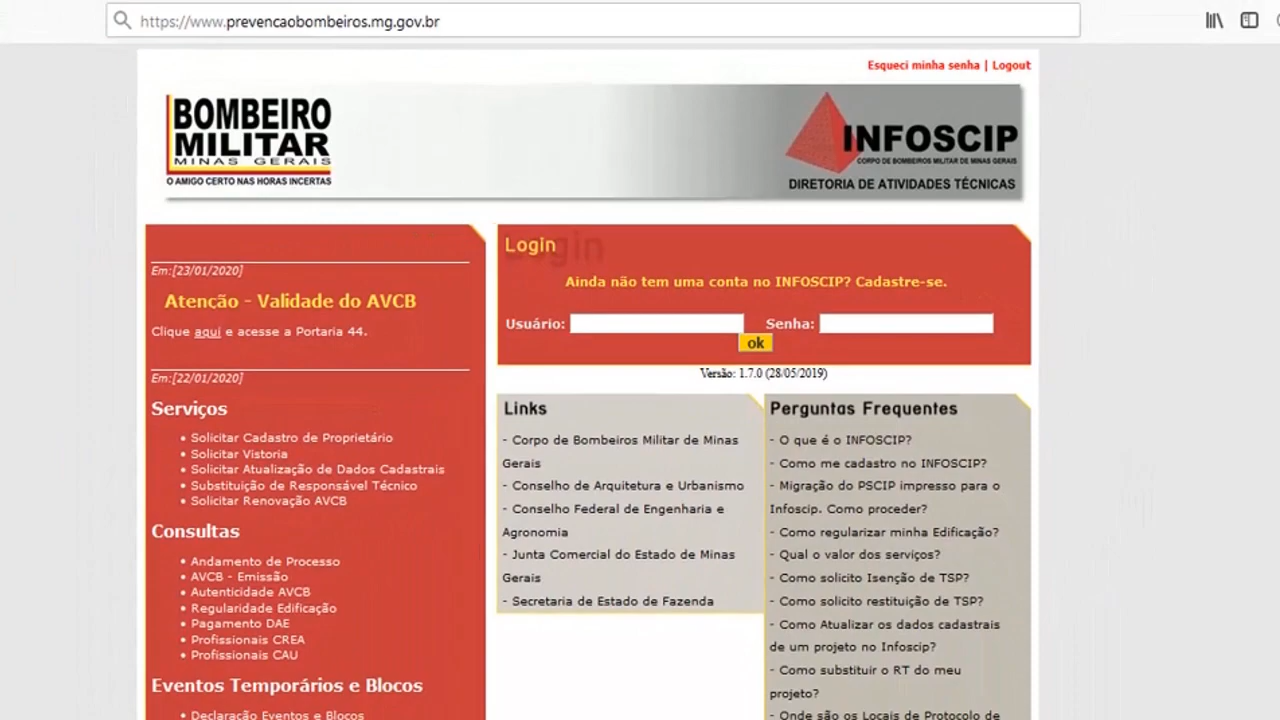 https://www.prevencaobombeiros.mg.gov.br
Esqueci minha senha | Logout
BOMBEIRO
MILITAR
MINAS GERAIS
O AMIGO CERTO NAS HORAS INCERTAS
INFOSCIP
CORPO DE BOMBEIROS MILITAR DE MINAS GERAIS
DIRETORIA DE ATIVIDADES TÉCNICAS
Em:[23/01/2020]
Atenção - Validade do AVCB
Clique aqui e acesse a Portaria 44.
Em:[22/01/2020]
Serviços
• Solicitar Cadastro de Proprietário
• Solicitar Vistoria
• Solicitar Atualização de Dados Cadastrais
• Substituição de Responsável Técnico
• Solicitar Renovação AVCB
Consultas
• Andamento de Processo
• AVCB - Emissão
• Autenticidade AVCB
• Regularidade Edificação
• Pagamento DAE
• Profissionais CREA
• Profissionais CAU
Eventos Temporários e Blocos
• Declaração Eventos e Blocos
Login
Ainda não tem uma conta no INFOSCIP? Cadastre-se.
Usuário: Senha:
ok
Versão: 1.7.0 (28/05/2019)
Links
- Corpo de Bombeiros Militar de Minas
Gerais
- Conselho de Arquitetura e Urbanismo
- Conselho Federal de Engenharia e
Agronomia
- Junta Comercial do Estado de Minas
Gerais
- Secretaria de Estado de Fazenda
Perguntas Frequentes
- O que é o INFOSCIP?
- Como me cadastro no INFOSCIP?
- Migração do PSCIP impresso para o
Infoscip. Como proceder?
- Como regularizar minha Edificação?
- Qual o valor dos serviços?
- Como solicito Isenção de TSP?
- Como solicito restituição de TSP?
- Como Atualizar os dados cadastrais
de um projeto no Infoscip?
- Como substituir o RT do meu
projeto?
- Onde são os Locais de Protocolo de